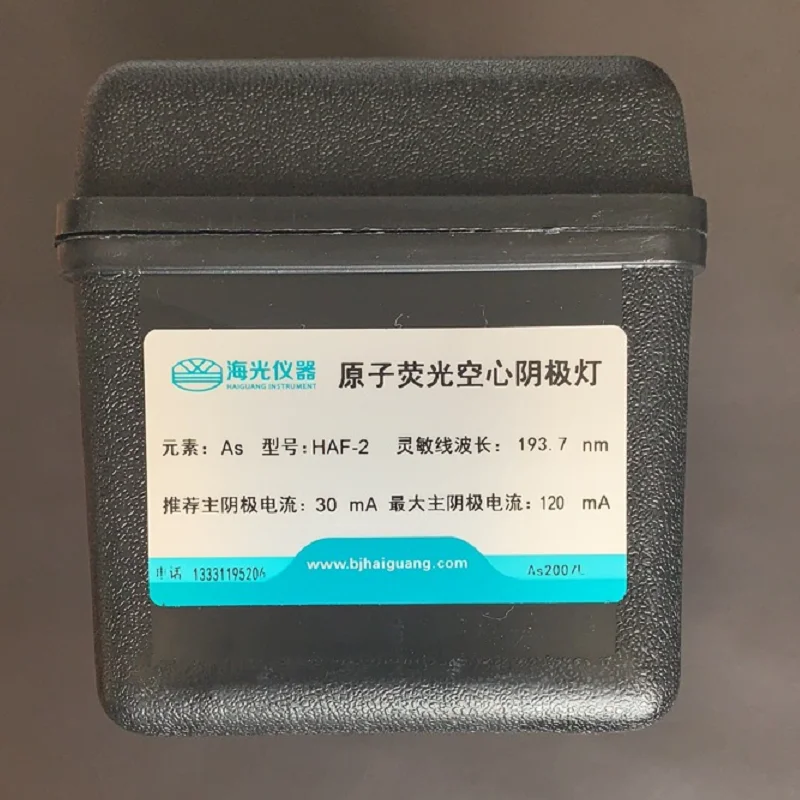 海光仪器
HAIGUANG INSTRUMENT
原子荧光空心阴极灯
元素：As 型号：HAF-2 灵敏线波长：193.7 nm
推荐主阴极电流：30 mA 最大主阴极电流：120 mA
www.bjhaiguang.com
电话 13331195206